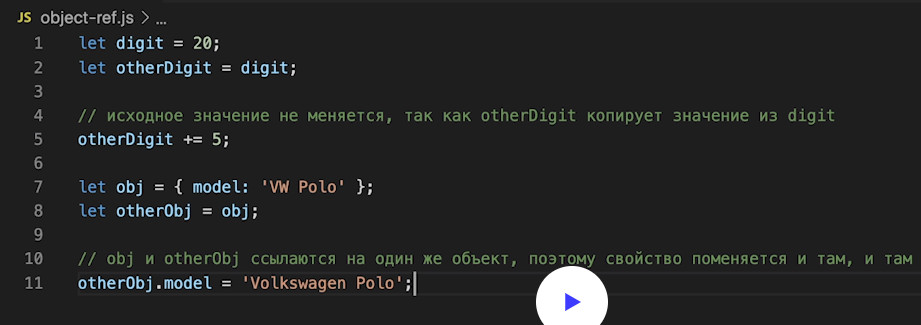 JS object-ref.js > ...
1 let digit = 20;
2 let otherDigit = digit;
3
4 // исходное значение не меняется, так как otherDigit копирует значение из digit
5 otherDigit += 5;
6
7 let obj = { model: 'VW Polo' };
8 let otherObj = obj;
9
10 // obj и otherObj ссылаются на один же объект, поэтому свойство поменяется и там, и там
11 otherObj.model = 'Volkswagen Polo';